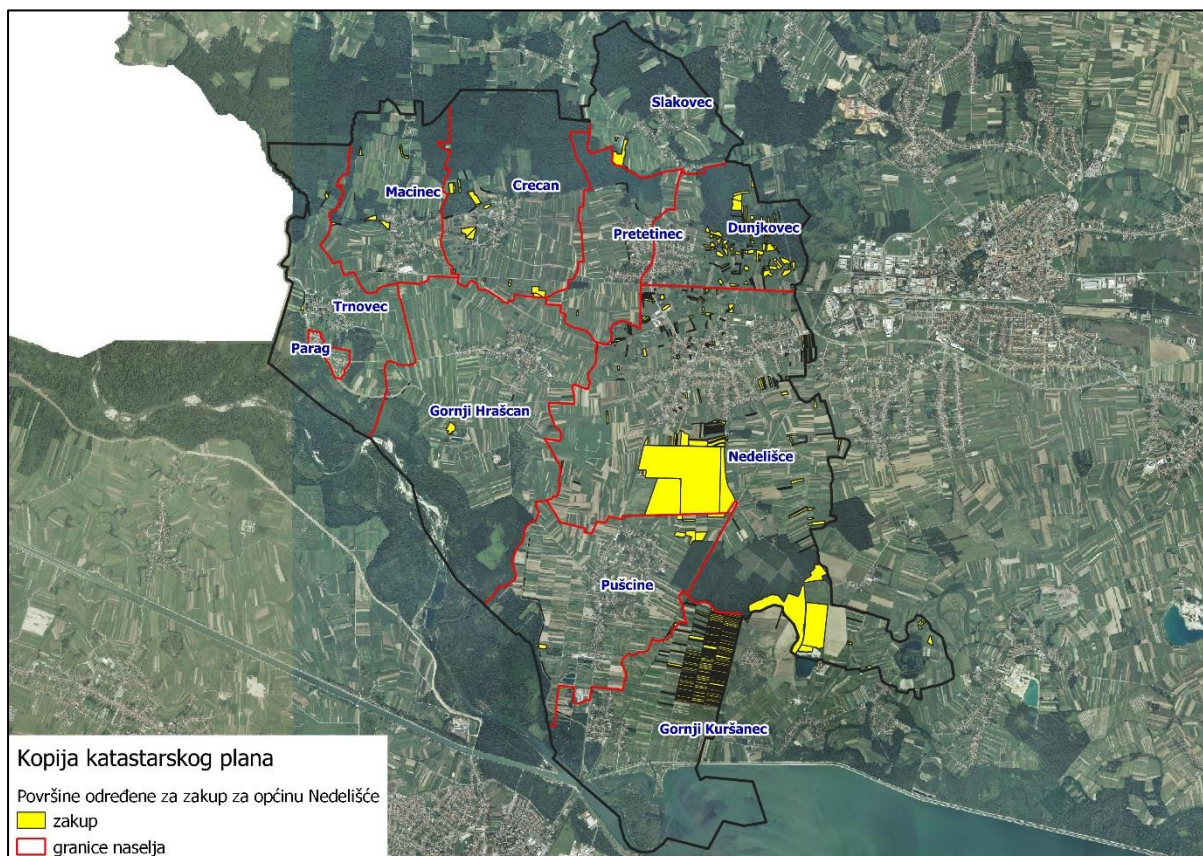 Slakovec
Macinec
Crecan
Pretetinec
Dunjkovec
Trnovec
Parag
Gornji Hrašcan
Nedelišce
Pušcine
Gornji Kuršanec
Kopija katastarskog plana
Površine određene za zakup za općinu Nedelišće
zakup
granice naselja